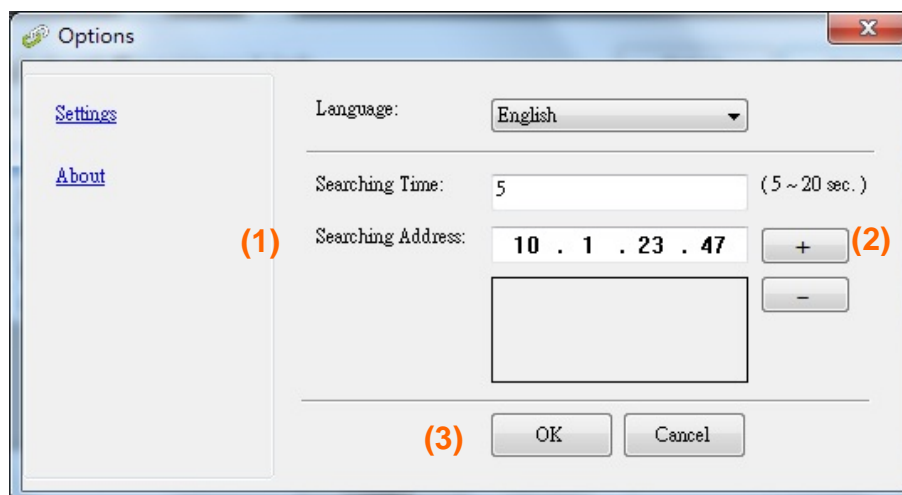 Options
x
Settings
About
Language:
English
Searching Time:
5
( 5 ~ 20 sec. )
(1)
Searching Address:
10 . 1 . 23 . 47
+
(2)
-
(3)
OK
Cancel